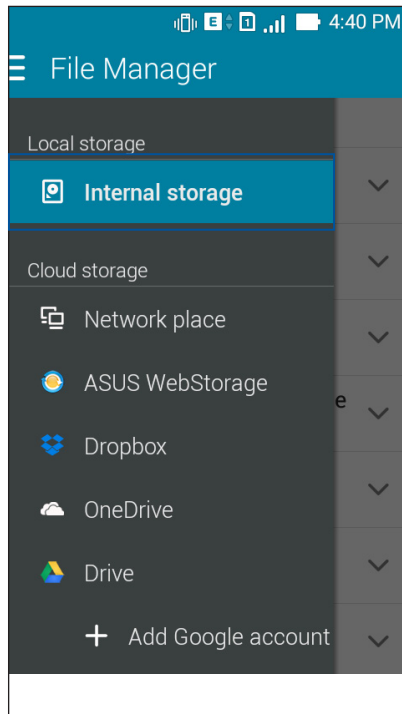 E 1 4:40 PM
File Manager
Local storage
Internal storage
Cloud storage
Network place
ASUS WebStorage
e
Dropbox
OneDrive
Drive
+ Add Google account